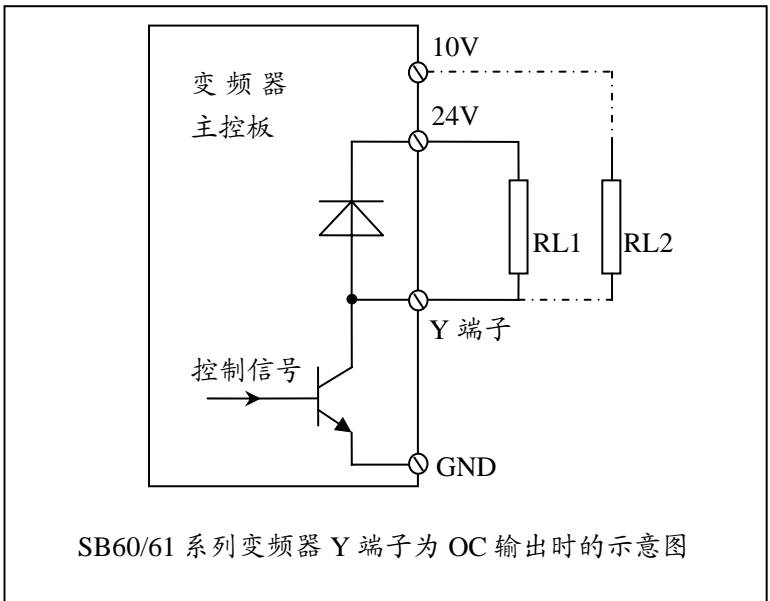 10V
变 频 器
主控板
24V
RL1
RL2
Y 端子
控制信号
GND
SB60/61 系列变频器 Y 端子为 OC 输出时的示意图